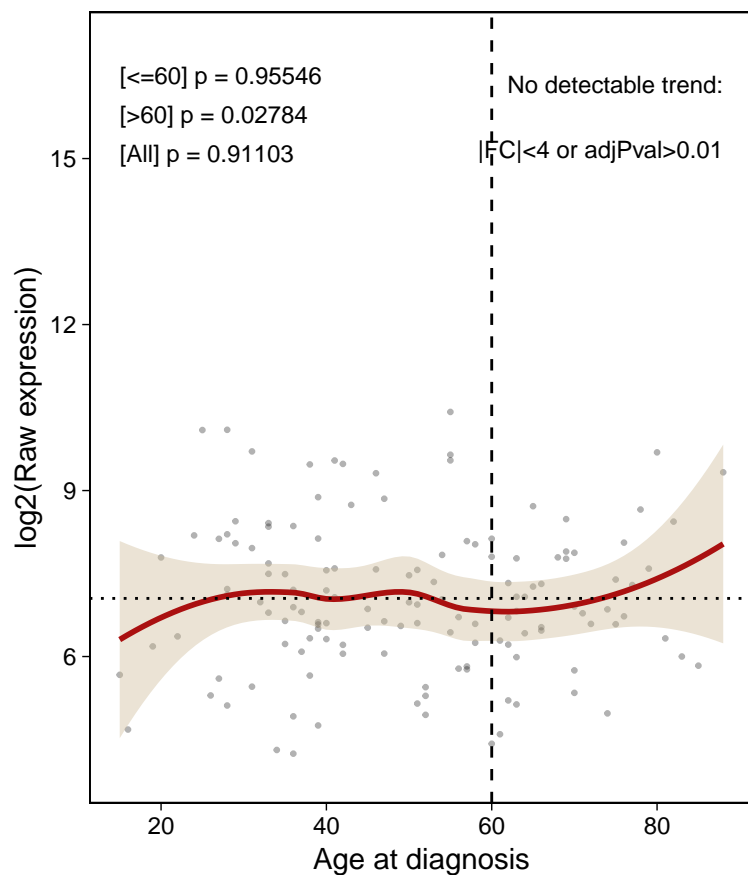 [<=60] p = 0.95546
[>60] p = 0.02784
[All] p = 0.91103
No detectable trend:
|FC|<4 or adjPval>0.01
log2(Raw expression)
15
12
9
6
20
40
60
80
Age at diagnosis